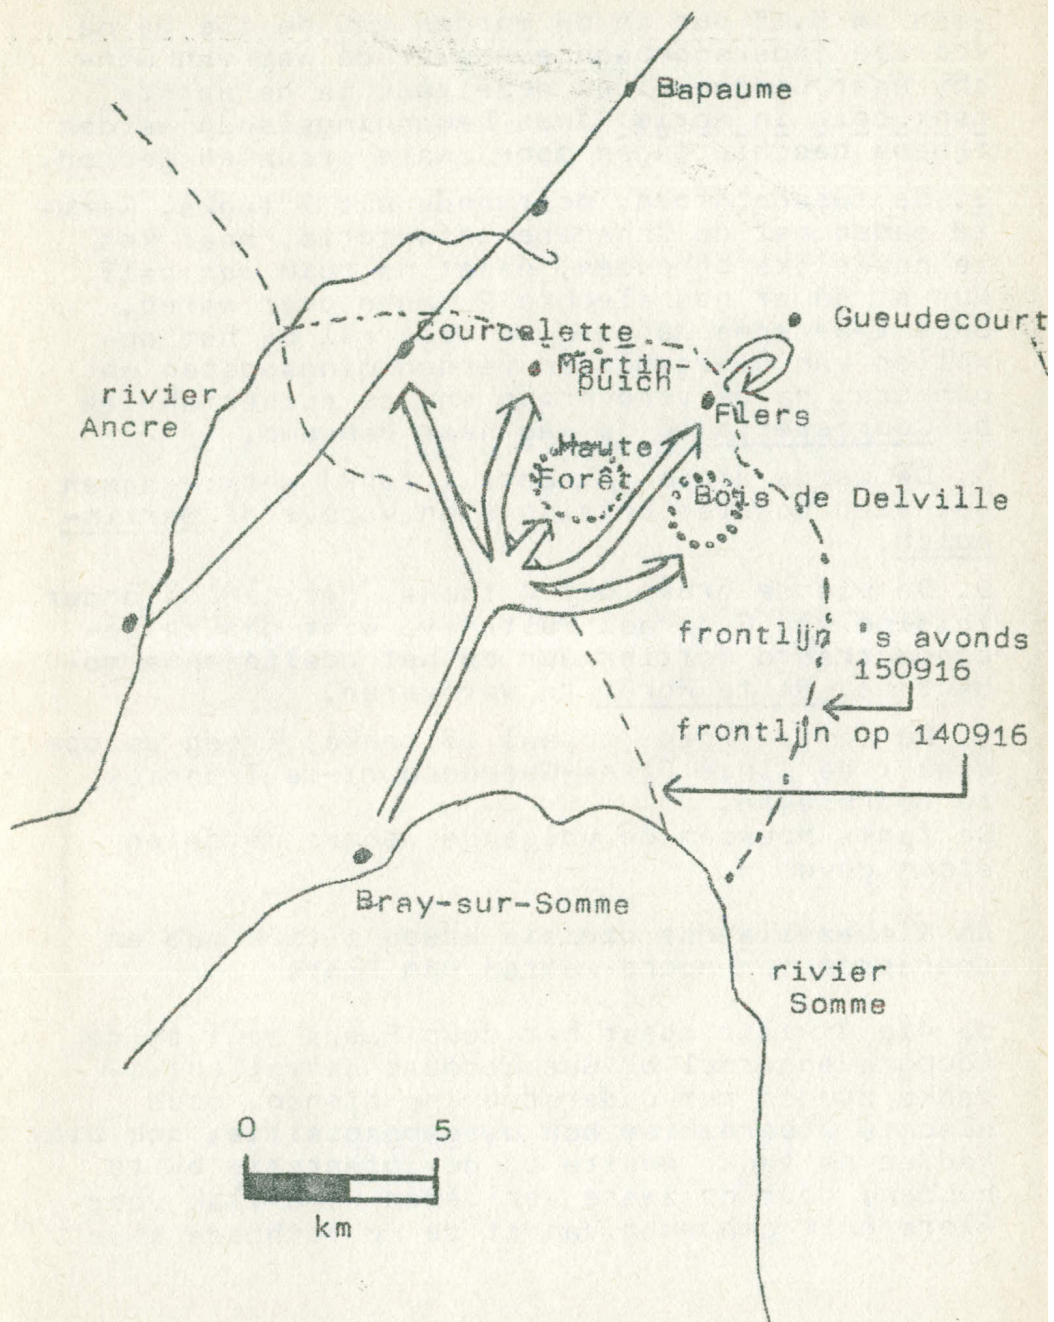 Bapaume
Gueudecourt
Courcelette
Martin-
puich
rivier
Ancre
Flers
Haute
Forêt
Bois de Delville
frontlijn 's avonds
150916
frontlijn op 140916
Bray-sur-Somme
rivier
Somme
0 5
km